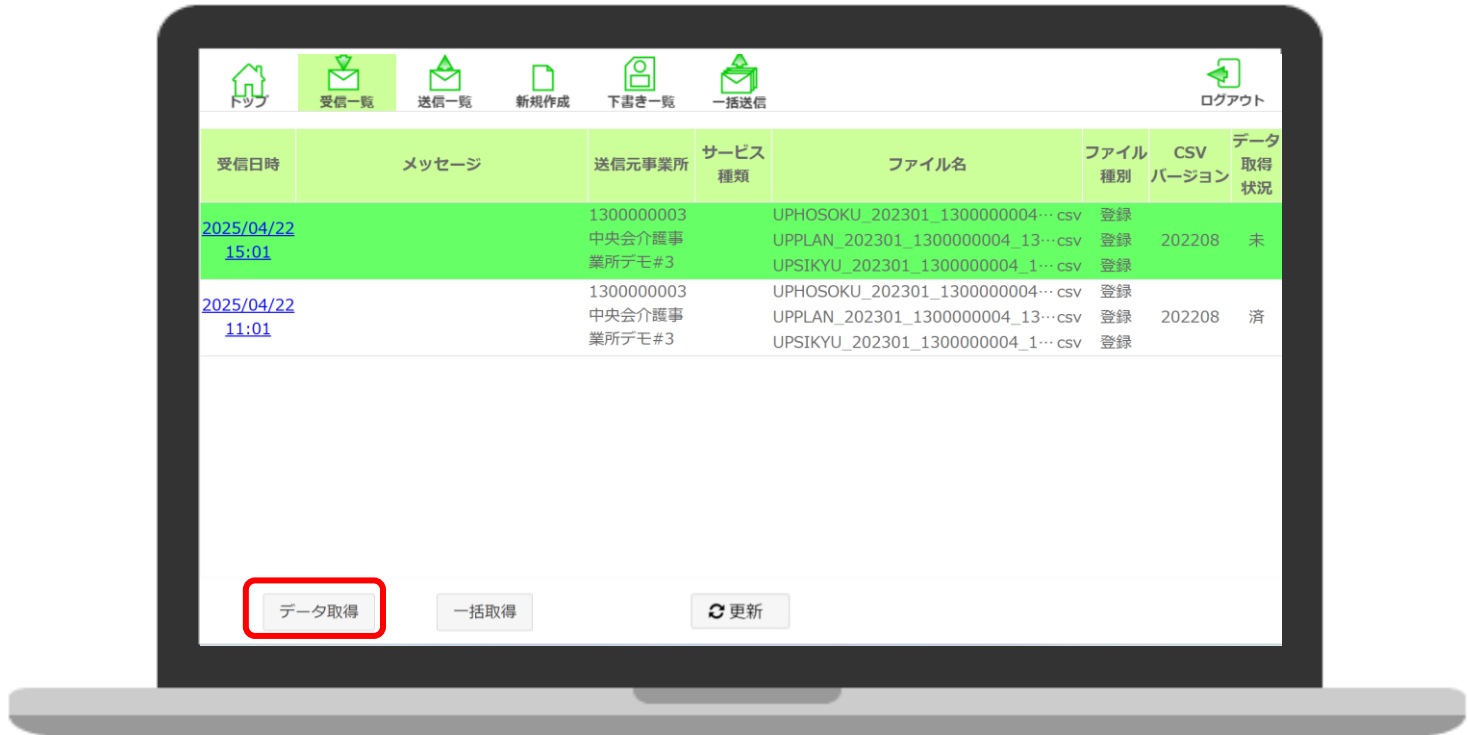 トップ
受信一覧
送信一覧
新規作成
下書き一覧
一括送信
ログアウト
受信日時
メッセージ
送信元事業所
サービス
種類
ファイル名
ファイル
種別
CSV
バージョン
データ
取得
状況
2025/04/22
15:01
1300000003
中央会介護事
業所デモ#3
UPHOSOKU_202301_1300000004…csv 登録
UPPLAN_202301_1300000004_13…csv 登録
UPSIKYU_202301_1300000004_1…csv 登録
202208
未
2025/04/22
11:01
1300000003
中央会介護事
業所デモ#3
UPHOSOKU_202301_1300000004…csv 登録
UPPLAN_202301_1300000004_13…csv 登録
UPSIKYU_202301_1300000004_1…csv 登録
202208
済
データ取得
一括取得
更新